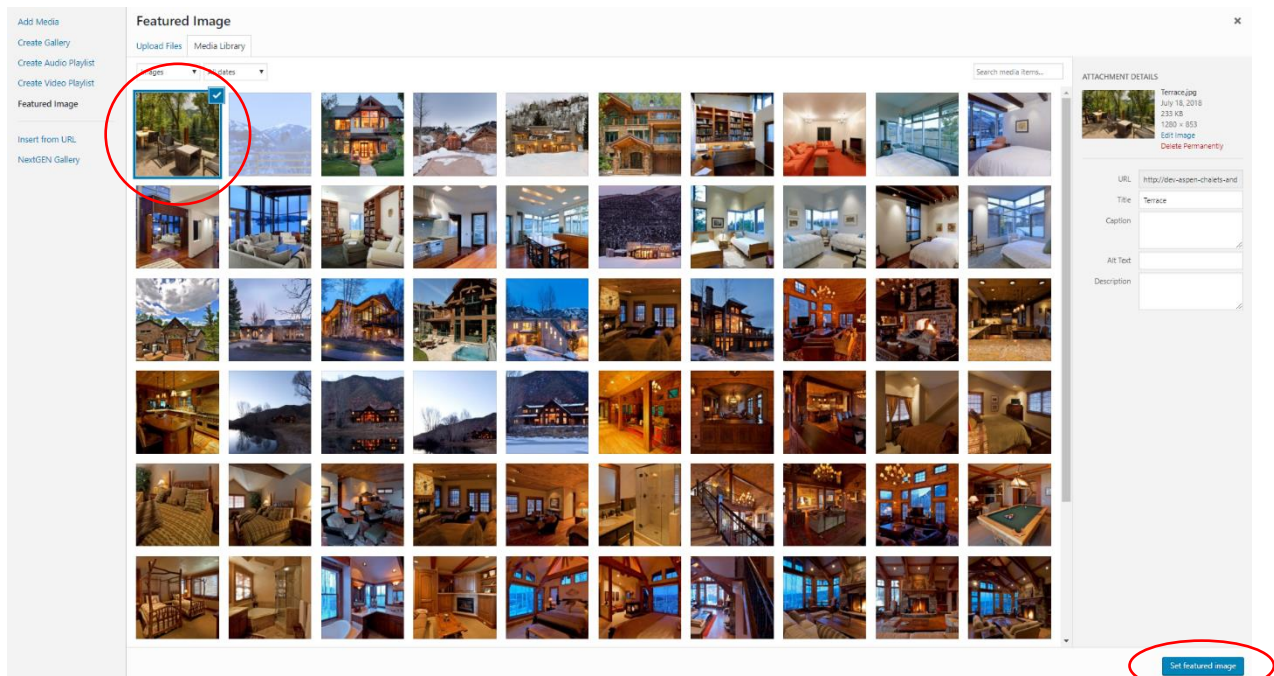 Add Media
Create Gallery
Create Audio Playlist
Create Video Playlist
Featured Image
Insert from URL
NextGEN Gallery
Featured Image
×
Upload Files
Media Library
All dates
Search media items...
ATTACHMENT DETAILS
Terrace.jpg
July 18, 2018
233 KB
1280 × 853
Edit Image
Delete Permanently
URL http://dev-aspen-chalets-and
Title Terrace
Caption
Alt Text
Description
Set featured image